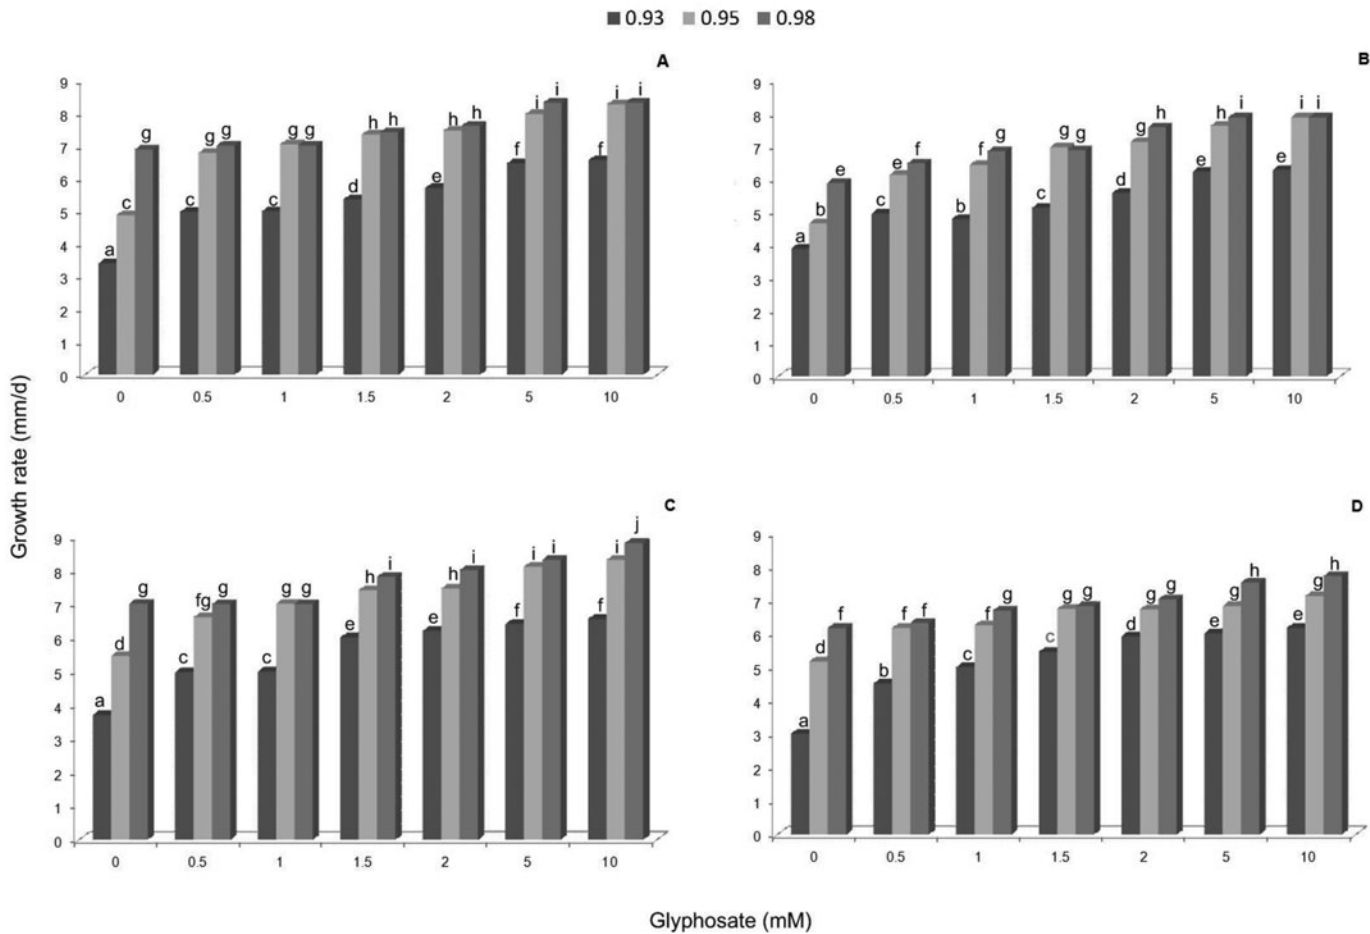 0.93 0.95 0.98
A
9
8
7
6
5
4
3
2
1
0
a c g
c g g
c g g
d h h
e h h
f i i
f i i
0 0.5 1 1.5 2 5 10
B
9
8
7
6
5
4
3
2
1
0
a b e
c e f
b f g
c g g
d g h
e h i
e i i
0 0.5 1 1.5 2 5 10
Growth rate (mm/d)
C
9
8
7
6
5
4
3
2
1
0
a d g
c fg g
c g g
e h i
e h i
f i i
f i j
0 0.5 1 1.5 2 5 10
D
9
8
7
6
5
4
3
2
1
0
a d f
b f f
c f g
c g g
d g g
e g h
e g h
0 0.5 1 1.5 2 5 10
Glyphosate (mM)